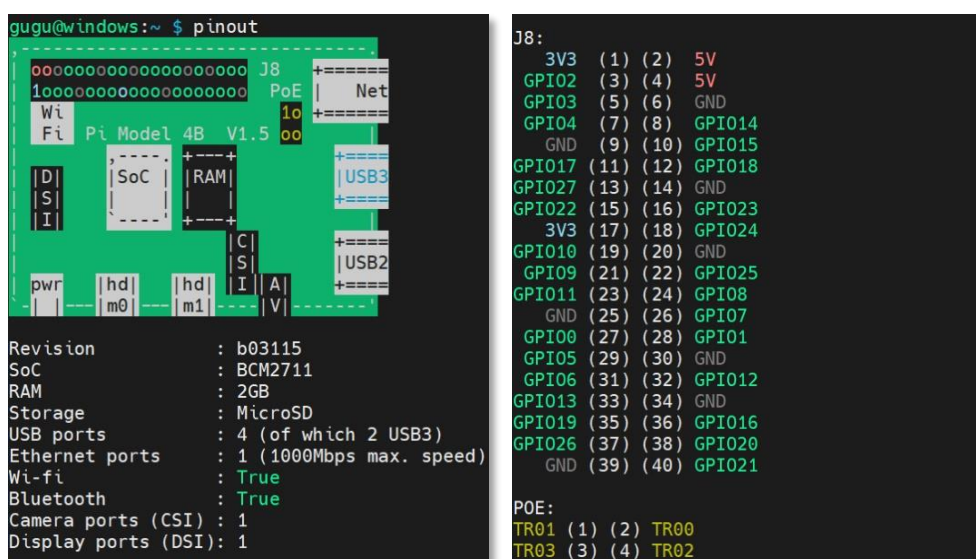 gugu@windows:~ $ pinout
,--------------------------------.
| oooooooooooooooooooo J8   +======
| 1ooooooooooooooooooo  PoE |   Net
|  Wi                    1o +======
|  Fi  Pi Model 4B  V1.5 oo      |
|        ,----. +---+         +====
| |D|    |SoC | |RAM|         |USB3
| |S|    |    | |   |         +====
| |I|    `----' +---+            |
|                   |C|       +====
|                   |S|       |USB2
| pwr   |hd|   |hd| |I||A|    +====
`-| |---|m0|---|m1|----|V|-------'
Revision           : b03115
SoC                : BCM2711
RAM                : 2GB
Storage            : MicroSD
USB ports          : 4 (of which 2 USB3)
Ethernet ports     : 1 (1000Mbps max. speed)
Wi-fi              : True
Bluetooth          : True
Camera ports (CSI) : 1
Display ports (DSI): 1
J8:
   3V3  (1) (2)  5V
 GPIO2  (3) (4)  5V
 GPIO3  (5) (6)  GND
 GPIO4  (7) (8)  GPIO14
   GND  (9) (10) GPIO15
GPIO17 (11) (12) GPIO18
GPIO27 (13) (14) GND
GPIO22 (15) (16) GPIO23
   3V3 (17) (18) GPIO24
GPIO10 (19) (20) GND
 GPIO9 (21) (22) GPIO25
GPIO11 (23) (24) GPIO8
   GND (25) (26) GPIO7
 GPIO0 (27) (28) GPIO1
 GPIO5 (29) (30) GND
 GPIO6 (31) (32) GPIO12
GPIO13 (33) (34) GND
GPIO19 (35) (36) GPIO16
GPIO26 (37) (38) GPIO20
   GND (39) (40) GPIO21
POE:
TR01 (1) (2) TR00
TR03 (3) (4) TR02